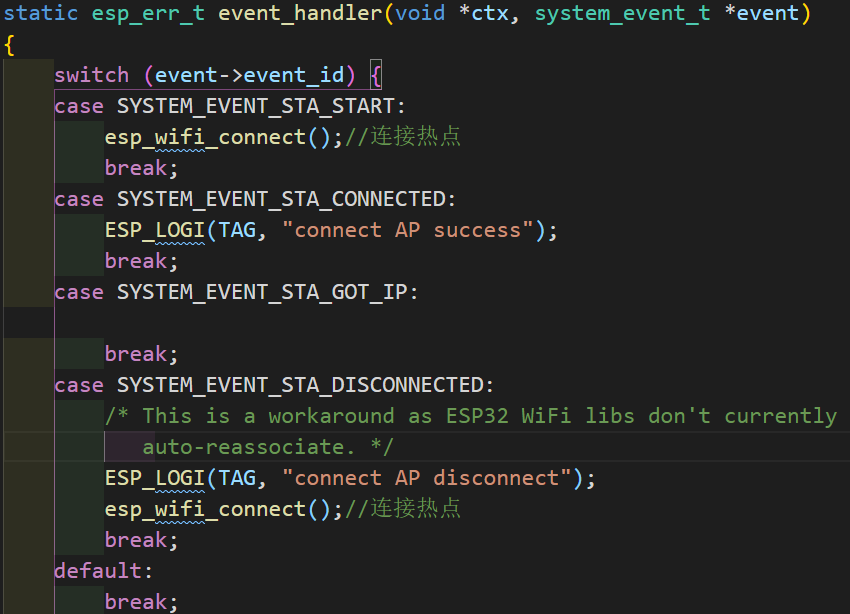 static esp_err_t event_handler(void *ctx, system_event_t *event)
{
    switch (event->event_id) {
    case SYSTEM_EVENT_STA_START:
        esp_wifi_connect();//连接热点
        break;
    case SYSTEM_EVENT_STA_CONNECTED:
        ESP_LOGI(TAG, "connect AP success");
        break;
    case SYSTEM_EVENT_STA_GOT_IP:
        break;
    case SYSTEM_EVENT_STA_DISCONNECTED:
        /* This is a workaround as ESP32 WiFi libs don't currently
           auto-reassociate. */
        ESP_LOGI(TAG, "connect AP disconnect");
        esp_wifi_connect();//连接热点
        break;
    default:
        break;